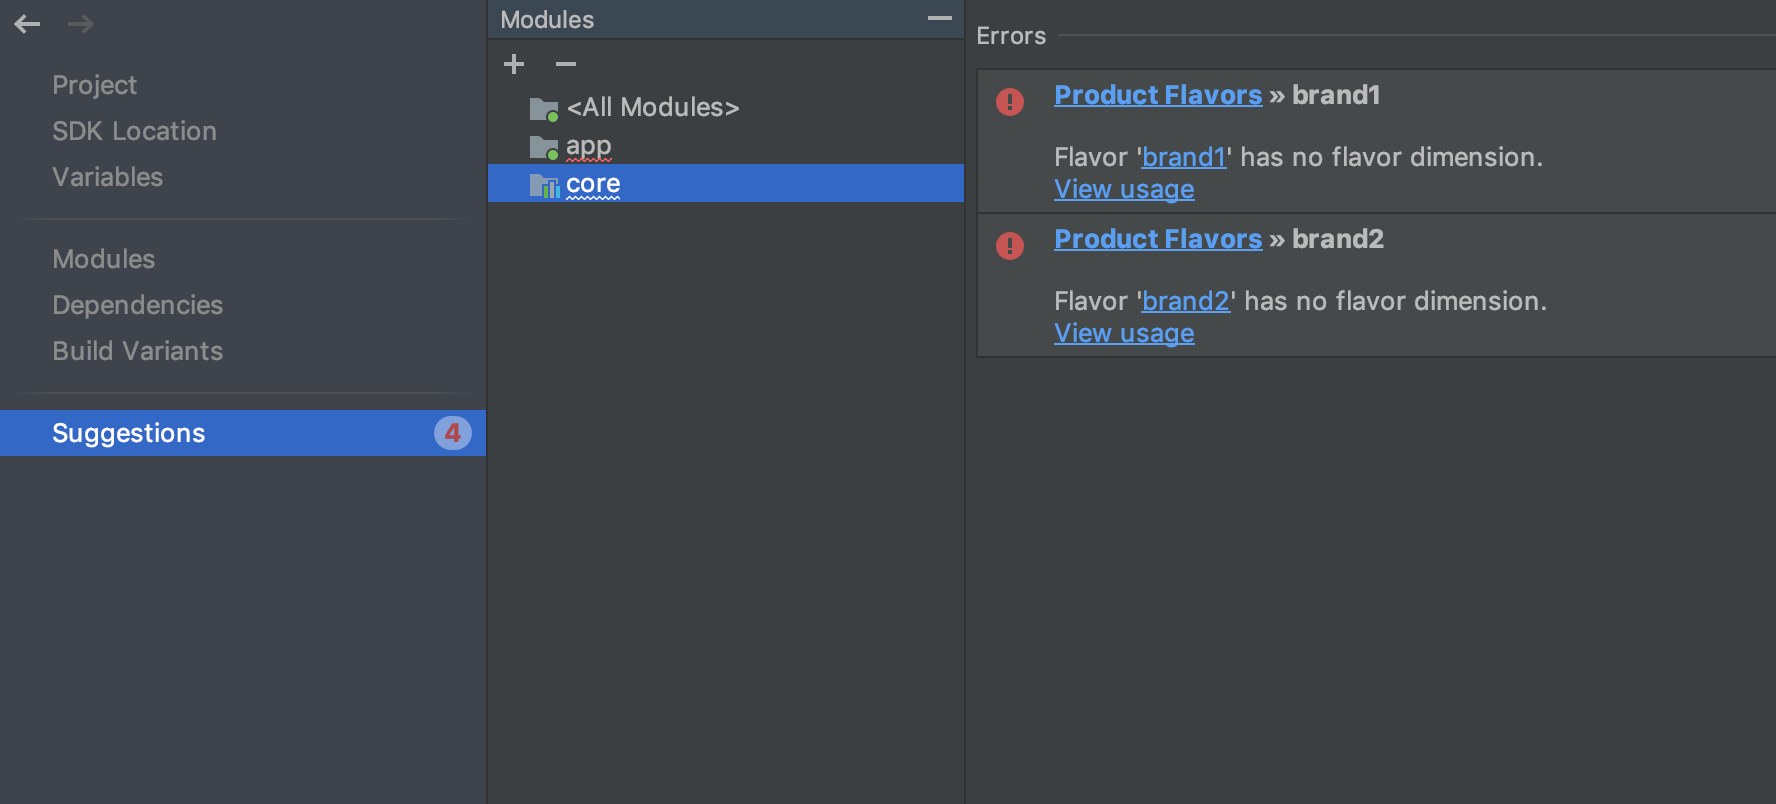 Project
SDK Location
Variables
Modules
Dependencies
Build Variants
Suggestions 4
Modules
<All Modules>
app
core
Errors
Product Flavors » brand1
Flavor 'brand1' has no flavor dimension.
View usage
Product Flavors » brand2
Flavor 'brand2' has no flavor dimension.
View usage